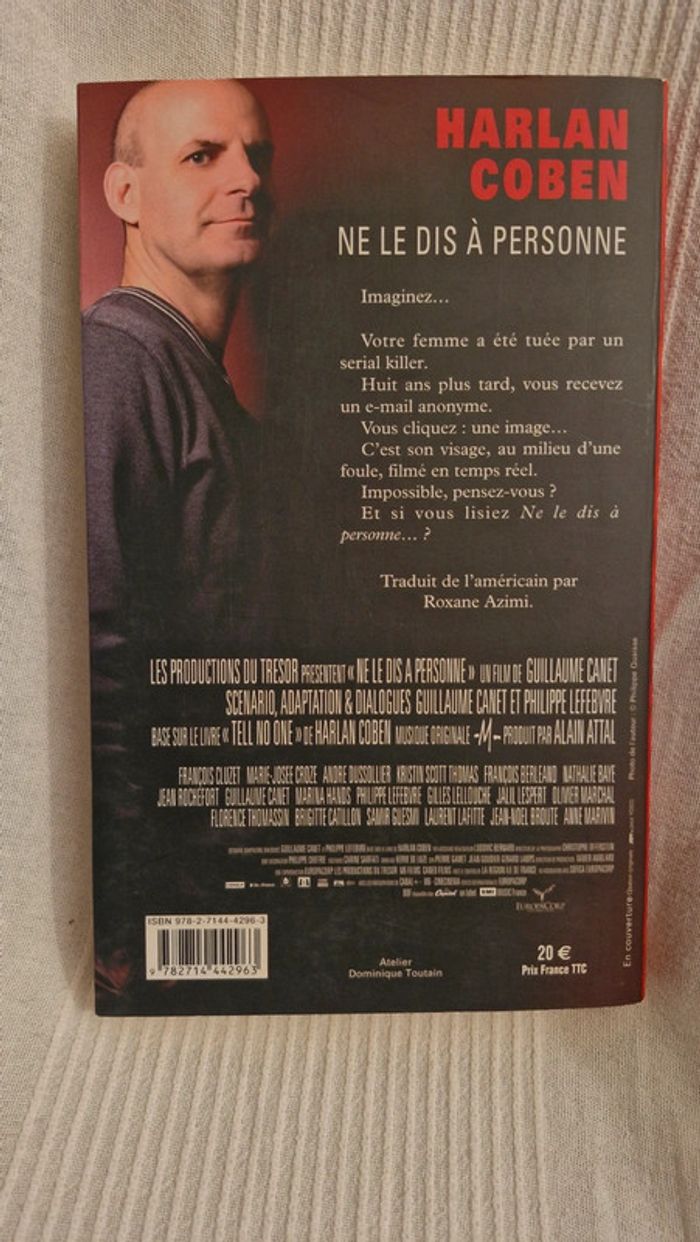 HARLAN
COBEN
NE LE DIS À PERSONNE
Imaginez...
Votre femme a été tuée par un
serial killer.
Huit ans plus tard, vous recevez
un e-mail anonyme.
Vous cliquez : une image...
C'est son visage, au milieu d'une
foule, filmé en temps réel.
Impossible, pensez-vous ?
Et si vous lisiez Ne le dis à
personne... ?
Traduit de l'américain par
Roxane Azimi.
LES PRODUCTIONS DU TRESOR PRESENTENT « NE LE DIS A PERSONNE » UN FILM DE GUILLAUME CANET
SCENARIO, ADAPTATION & DIALOGUES GUILLAUME CANET ET PHILIPPE LEFEBVRE
BASE SUR LE LIVRE « TELL NO ONE » DE HARLAN COBEN MUSIQUE ORIGINALE -M- PRODUIT PAR ALAIN ATTAL
FRANÇOIS CLUZET MARIE-JOSEE CROZE ANDRE DUSSOLLIER KRISTIN SCOTT THOMAS FRANÇOIS BERLEAND NATHALIE BAYE
JEAN ROCHEFORT GUILLAUME CANET MARINA HANDS PHILIPPE LEFEBVRE GILLES LELLOUCHE JALIL LESPERT OLIVIER MARCHAL
FLORENCE THOMASSIN BRIGITTE CATILLON SAMIR GUESMI LAURENT LAFITTE JEAN-NOEL BROUTE ANNE MARIVIN
EUROPACORP
ISBN 978-2-7144-4296-3
9 782714 442963
Atelier
Dominique Toutain
20 €
Prix France TTC
En couverture
Photo de l'auteur : © Philippe Quaisse